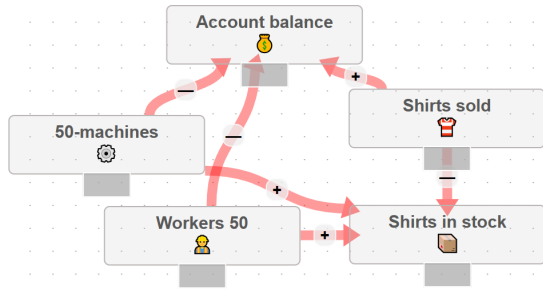 Account balance
—
+
Shirts sold
50-machines
—
—
+
Workers 50
+
Shirts in stock